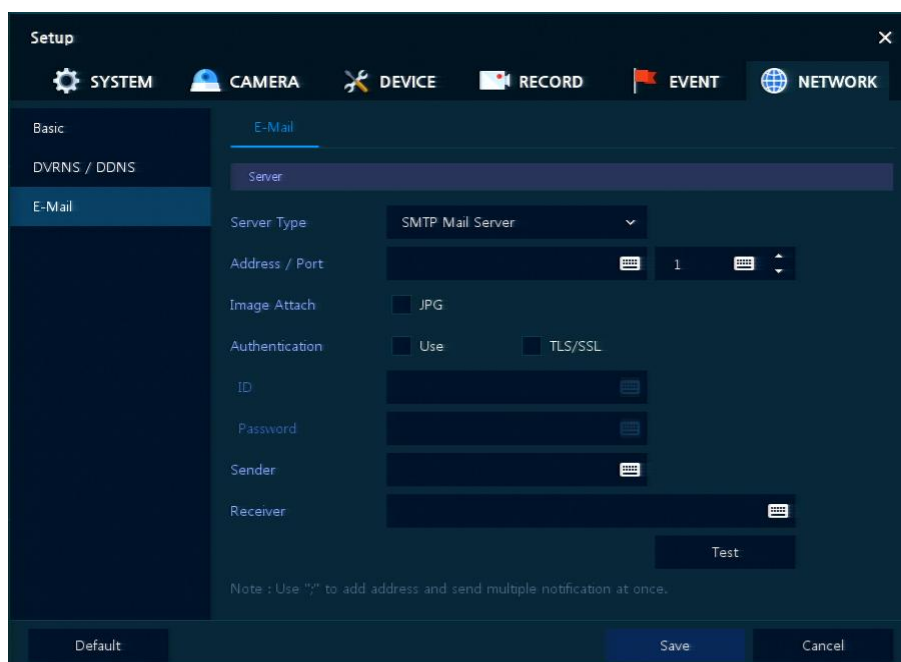 Setup
SYSTEM CAMERA DEVICE RECORD EVENT NETWORK
Basic
DVRNS / DDNS
E-Mail
E-Mail
Server
Server Type SMTP Mail Server
Address / Port 1
Image Attach JPG
Authentication Use TLS/SSL
ID
Password
Sender
Receiver
Test
Note : Use ";" to add address and send multiple notification at once.
Default Save Cancel